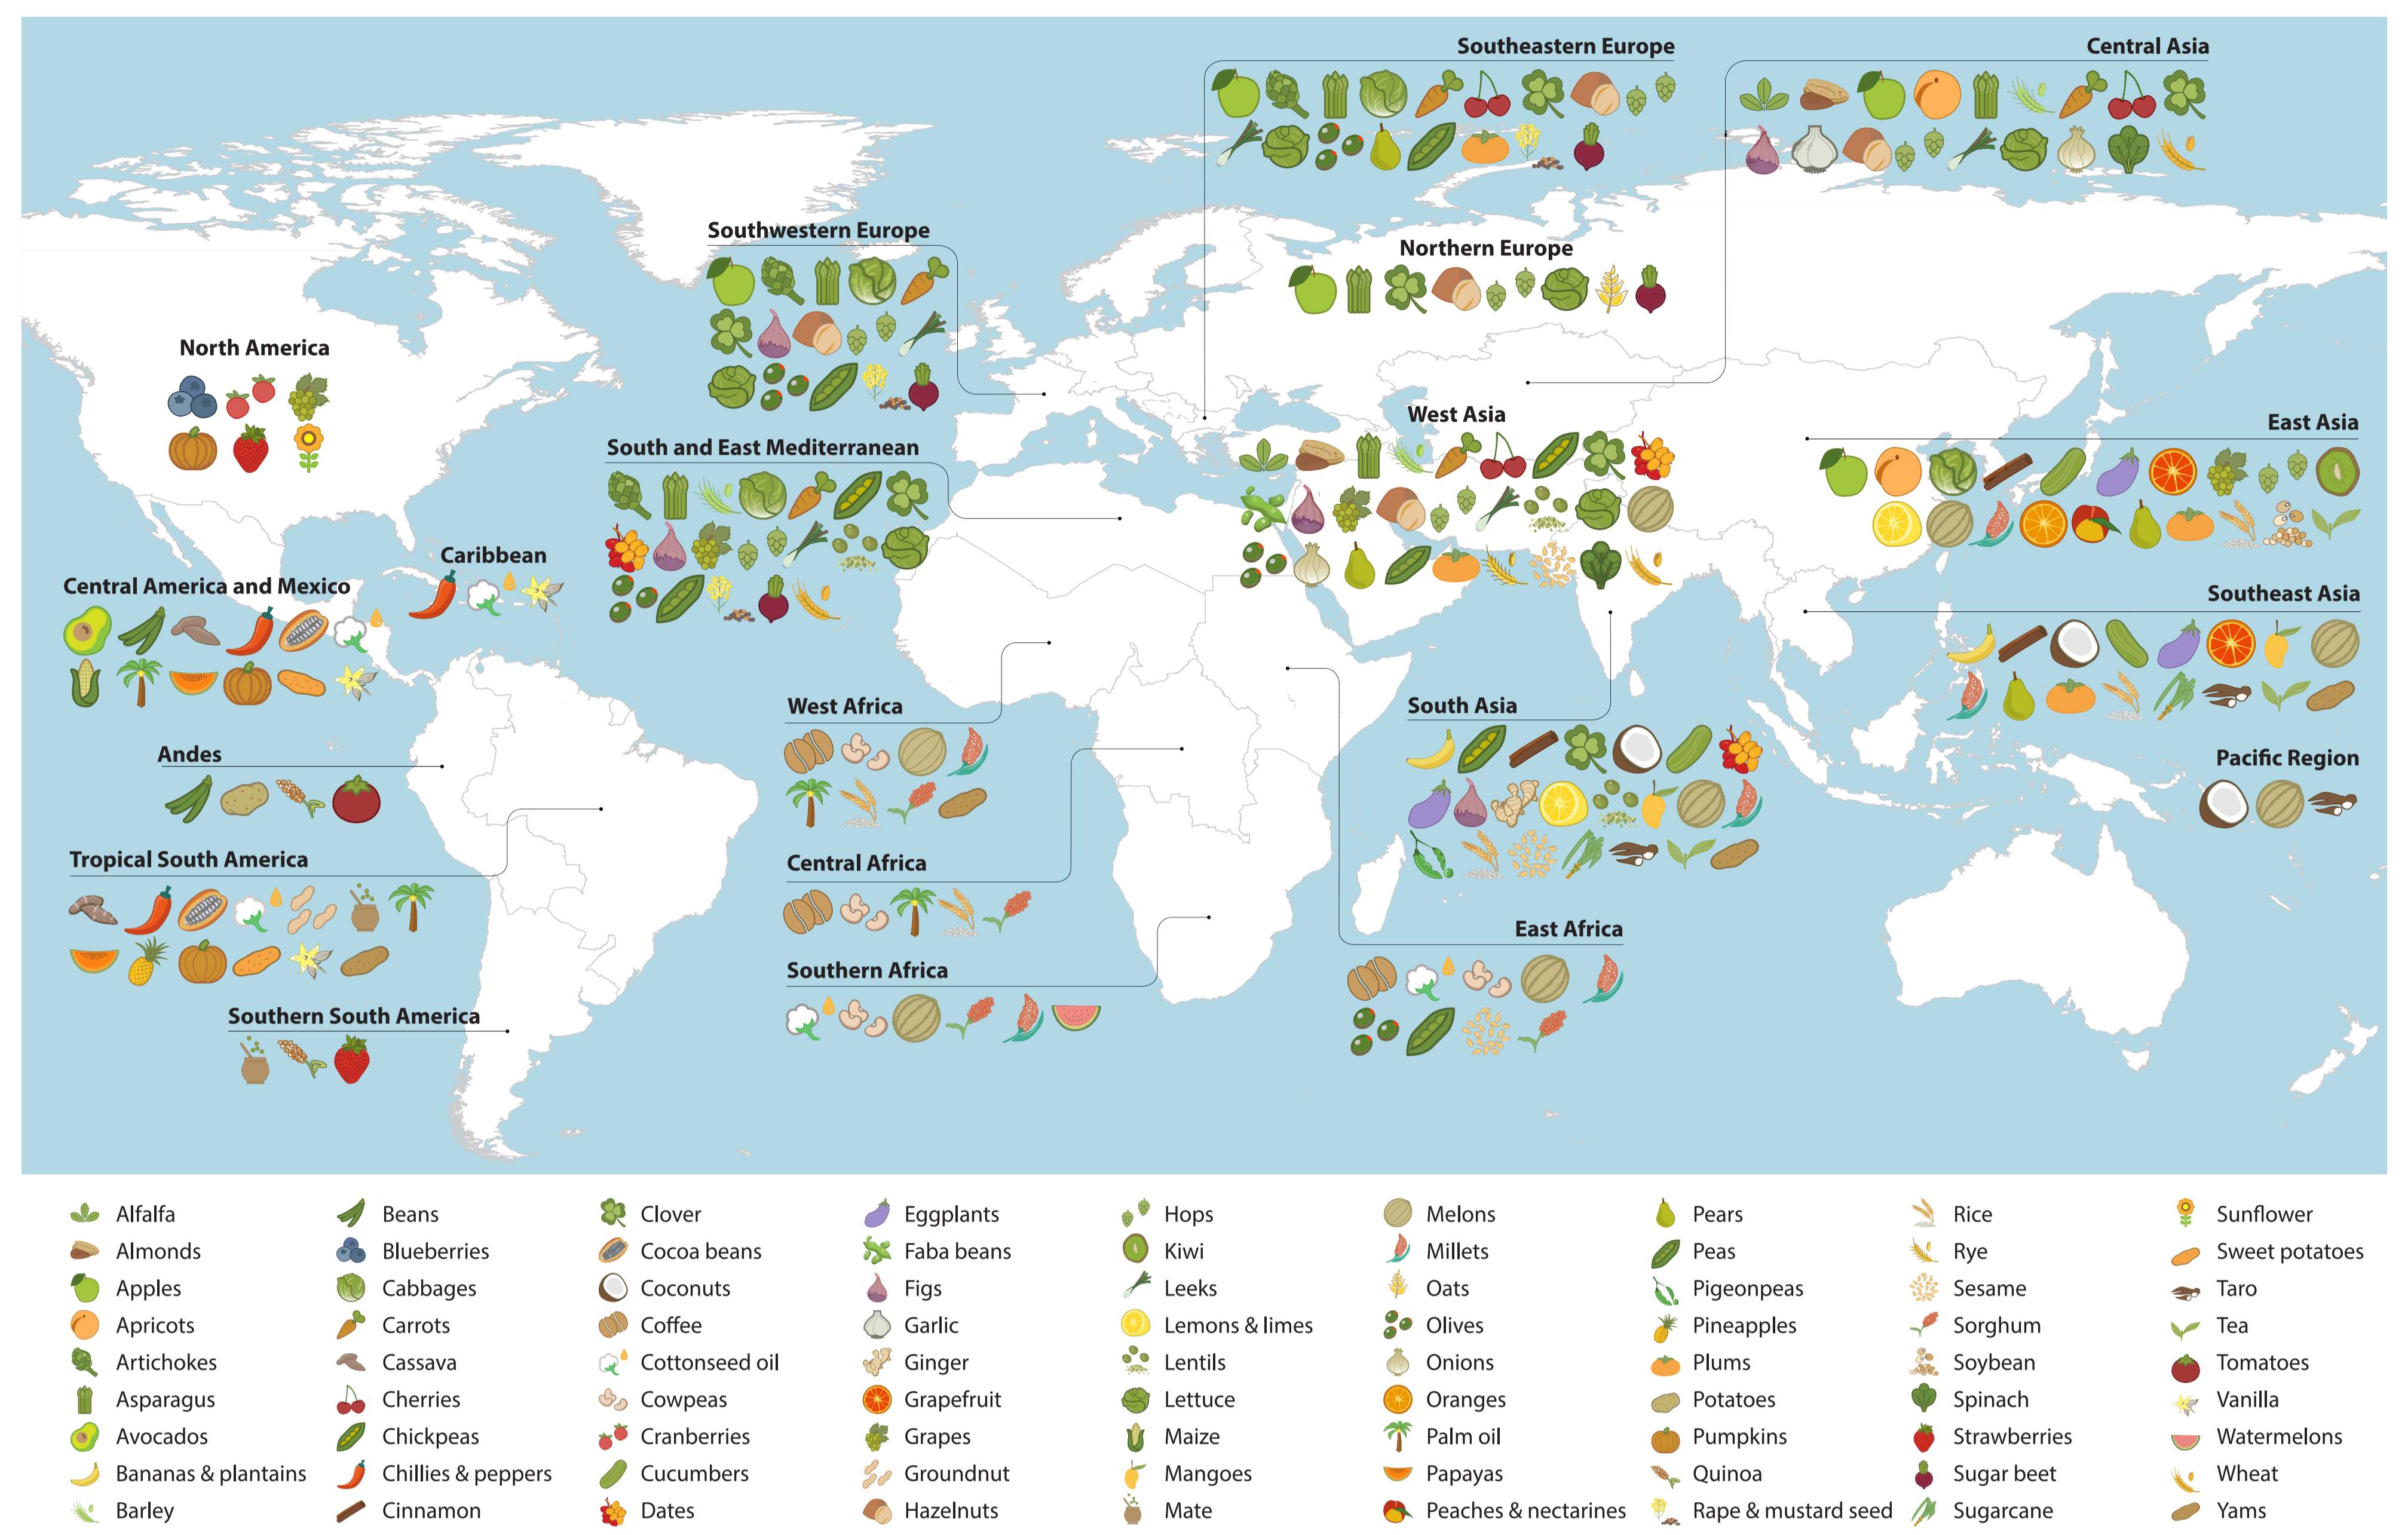 Southeastern Europe
Central Asia
Southwestern Europe
Northern Europe
North America
West Asia
East Asia
South and East Mediterranean
Caribbean
Central America and Mexico
Southeast Asia
West Africa
South Asia
Andes
Pacific Region
Tropical South America
Central Africa
East Africa
Southern Africa
Southern South America
Alfalfa
Almonds
Apples
Apricots
Artichokes
Asparagus
Avocados
Bananas & plantains
Barley
Beans
Blueberries
Cabbages
Carrots
Cassava
Cherries
Chickpeas
Chillies & peppers
Cinnamon
Clover
Cocoa beans
Coconuts
Coffee
Cottonseed oil
Cowpeas
Cranberries
Cucumbers
Dates
Eggplants
Faba beans
Figs
Garlic
Ginger
Grapefruit
Grapes
Groundnut
Hazelnuts
Hops
Kiwi
Leeks
Lemons & limes
Lentils
Lettuce
Maize
Mangoes
Mate
Melons
Millets
Oats
Olives
Onions
Oranges
Palm oil
Papayas
Peaches & nectarines
Pears
Peas
Pigeonpeas
Pineapples
Plums
Potatoes
Pumpkins
Quinoa
Rape & mustard seed
Rice
Rye
Sesame
Sorghum
Soybean
Spinach
Strawberries
Sugar beet
Sugarcane
Sunflower
Sweet potatoes
Taro
Tea
Tomatoes
Vanilla
Watermelons
Wheat
Yams